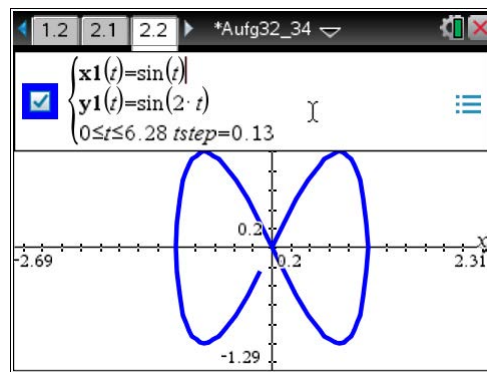 1.2 2.1 2.2 *Aufg32_34
x1(t)=sin(t)
y1(t)=sin(2·t)
0≤t≤6.28 tstep=0.13
0.2 x
-2.69 0.2 2.31
-1.29